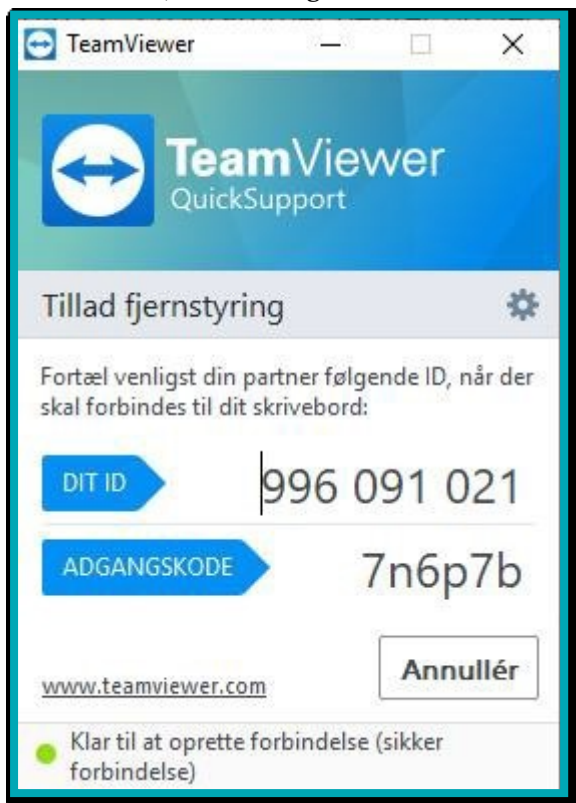 TeamViewer
TeamViewer
QuickSupport
Tillad fjernstyring
Fortæl venligst din partner følgende ID, når der
skal forbindes til dit skrivebord:
DIT ID 996 091 021
ADGANGSKODE 7n6p7b
www.teamviewer.com Annullér
Klar til at oprette forbindelse (sikker
forbindelse)